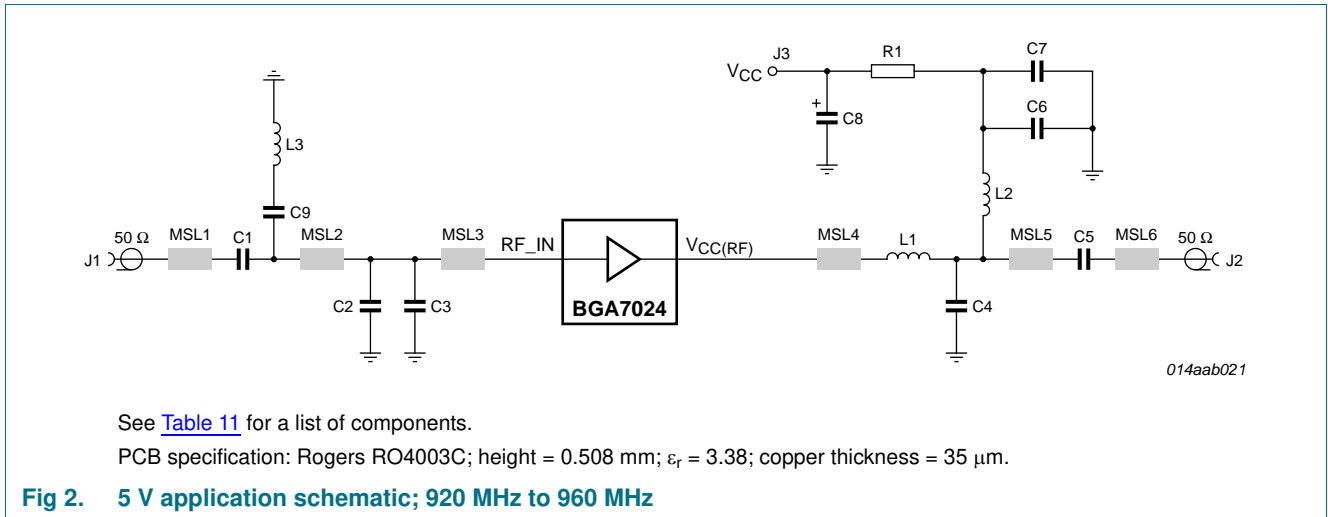 J3
R1
C7
VCC
+
C8
C6
L3
L2
C9
50 Ω
MSL1
C1
MSL2
MSL3
RF_IN
VCC(RF)
MSL4
L1
MSL5
C5
MSL6
50 Ω
J1
J2
C2
C3
BGA7024
C4
014aab021
See Table 11 for a list of components.
PCB specification: Rogers RO4003C; height = 0.508 mm; εr = 3.38; copper thickness = 35 μm.
Fig 2. 5 V application schematic; 920 MHz to 960 MHz